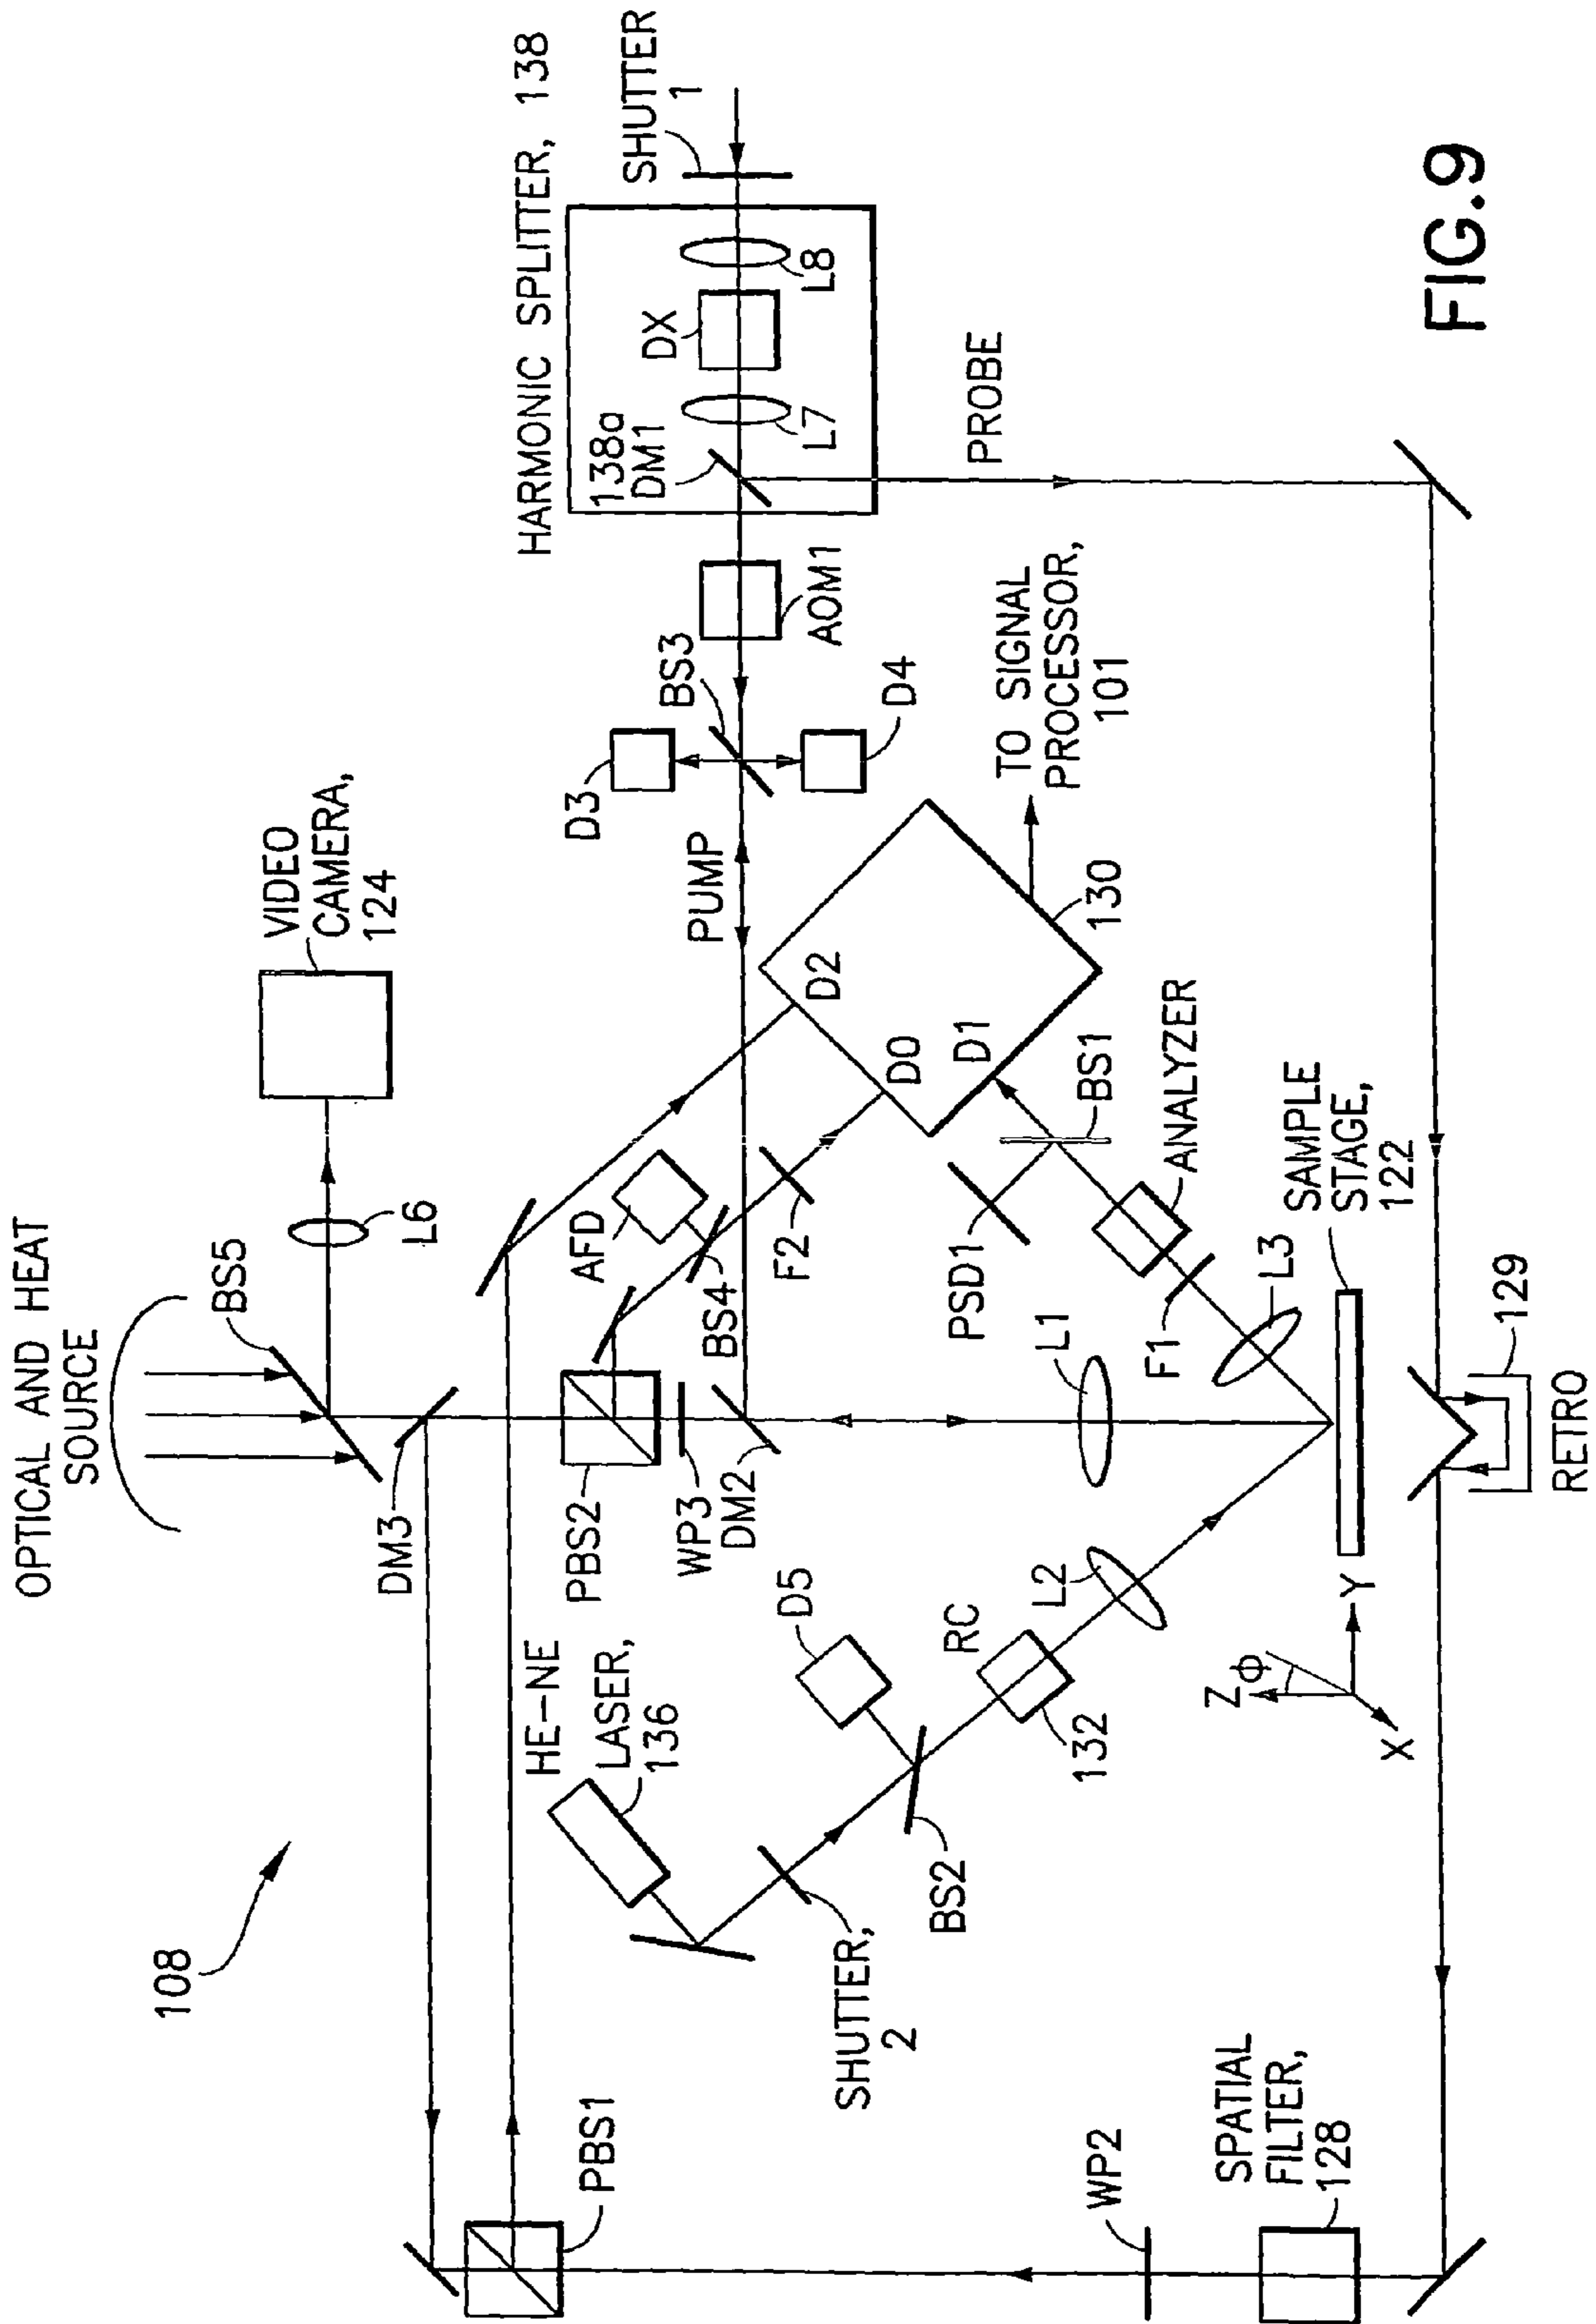 108
OPTICAL AND HEAT
SOURCE
BS5
DM3
L6
VIDEO
CAMERA,
124
HARMONIC SPLITTER, 138
SHUTTER
1
138a
DM1
DX
L7
L8
AOM1
BS3
D3
D4
PUMP
PROBE
PBS1
PBS2
WP3
DM2
AFD
BS4
F2
D2
D0
D1
130
TO SIGNAL
PROCESSOR,
101
HE-NE
LASER,
136
SHUTTER,
2
BS2
D5
RC
132
L2
L1
L3
F1
PSD1
BS1
ANALYZER
SAMPLE
STAGE,
122
Z
Φ
Y
X
WP2
SPATIAL
FILTER,
128
129
RETRO
FIG.9